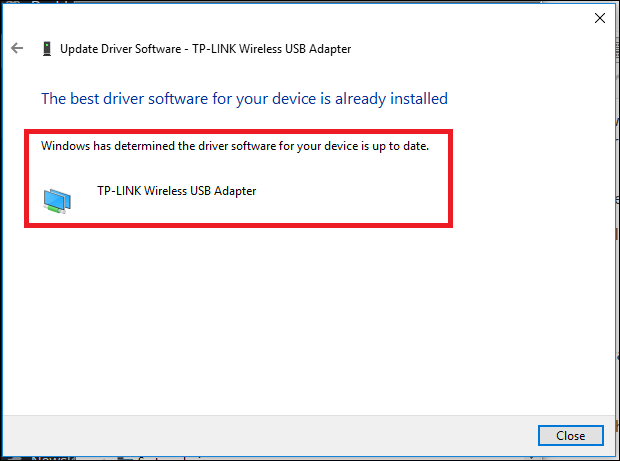 Update Driver Software - TP-LINK Wireless USB Adapter
The best driver software for your device is already installed
Windows has determined the driver software for your device is up to date.
TP-LINK Wireless USB Adapter
Close